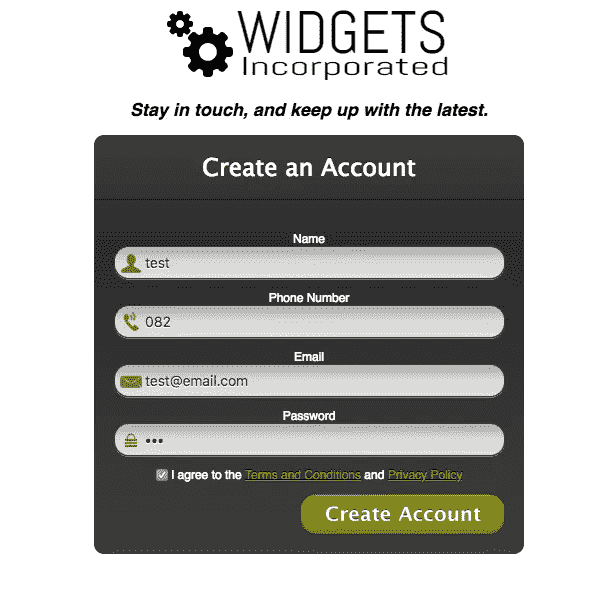 WIDGETS
Incorporated
Stay in touch, and keep up with the latest.
Create an Account
Name
test
Phone Number
082
Email
test@email.com
Password
•••
I agree to the Terms and Conditions and Privacy Policy
Create Account